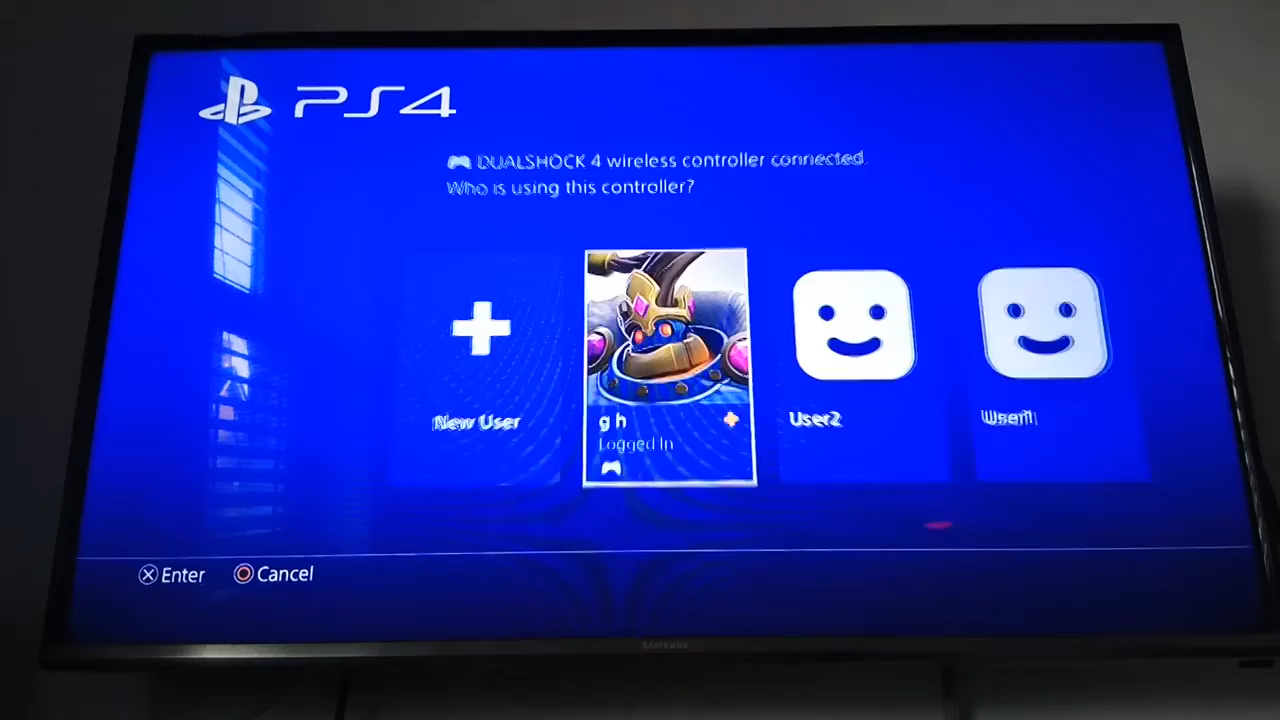 PS4
DUALSHOCK 4 wireless controller connected.
Who is using this controller?
New User
g h
Logged In
User2
User1
Enter
Cancel
SAMSUNG